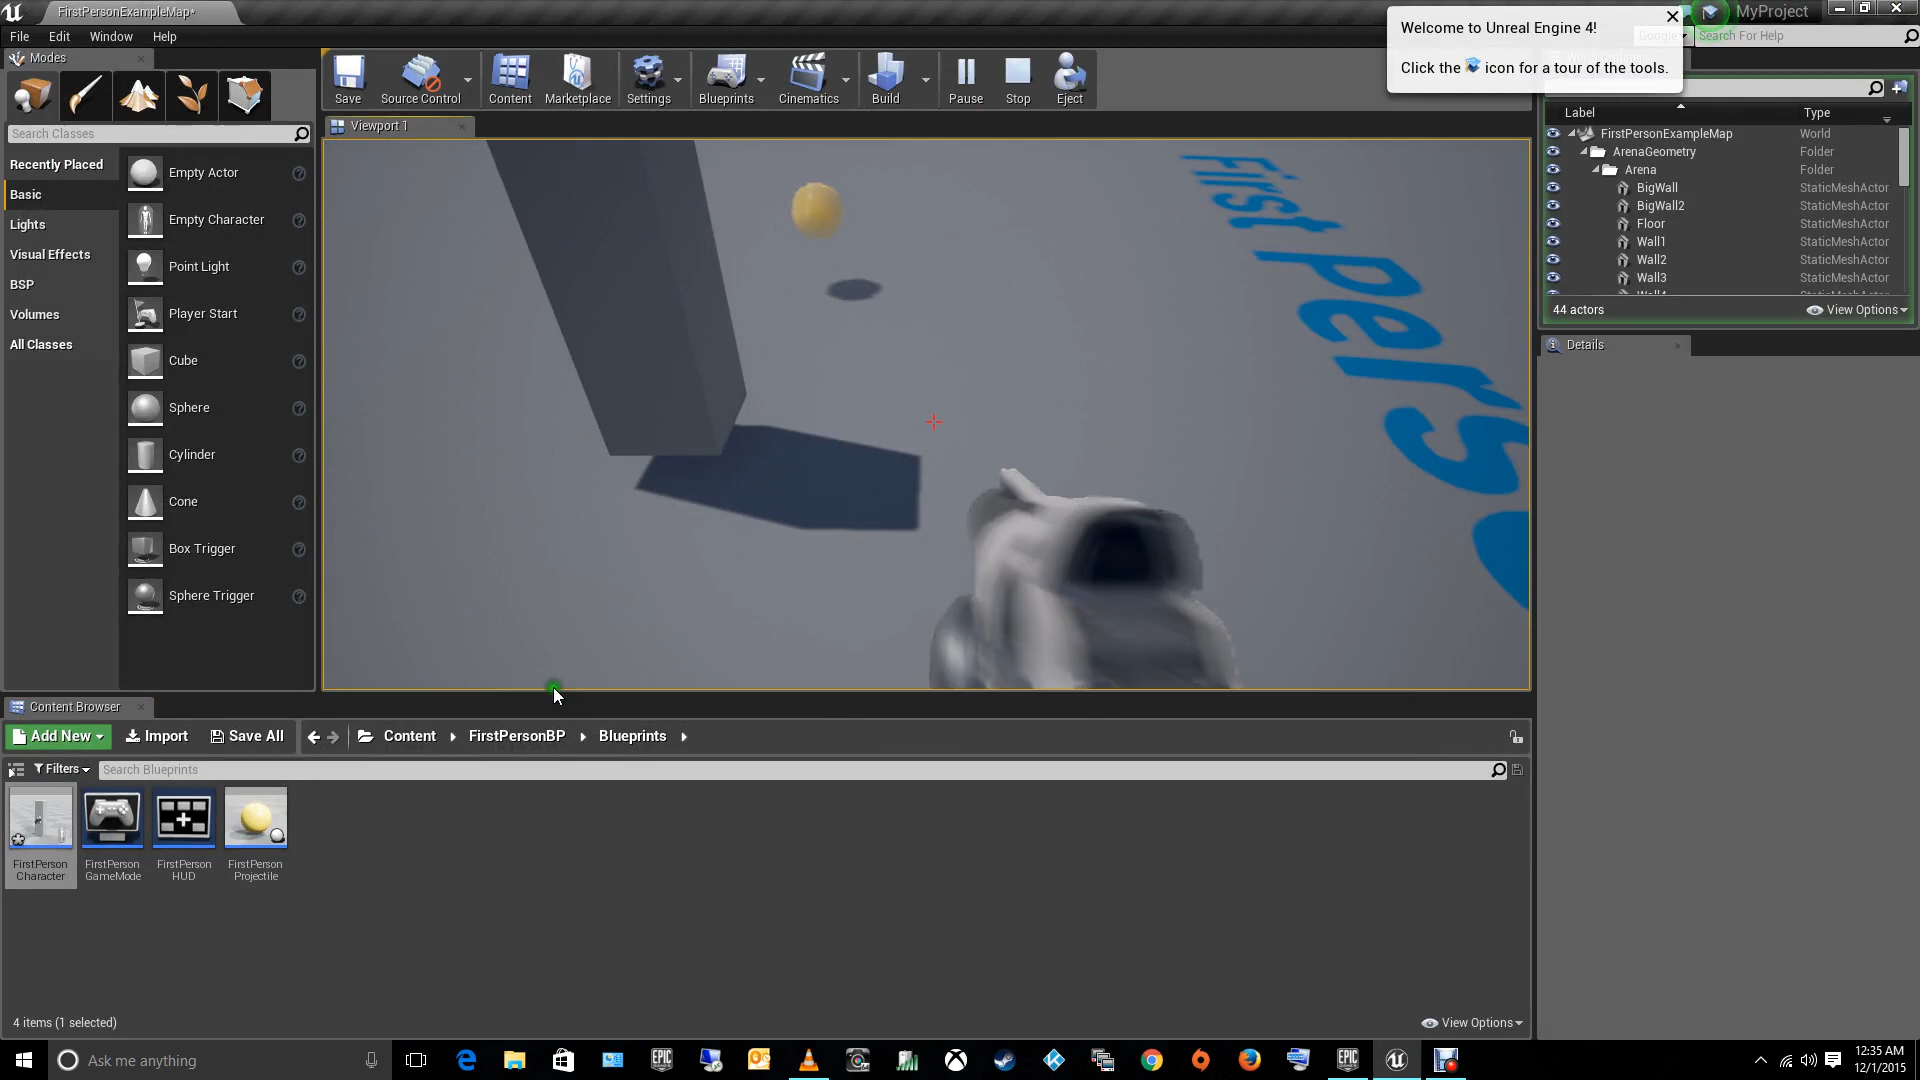 FirstPersonExampleMap*
MyProject
File
Edit
Window
Help
Search For Help
Welcome to Unreal Engine 4!
Click the icon for a tour of the tools.
Modes
Search Classes
Recently Placed
Basic
Lights
Visual Effects
BSP
Volumes
All Classes
Empty Actor
Empty Character
Point Light
Player Start
Cube
Sphere
Cylinder
Cone
Box Trigger
Sphere Trigger
Save
Source Control
Content
Marketplace
Settings
Blueprints
Cinematics
Build
Pause
Stop
Eject
Viewport 1
First Perso
Label
Type
FirstPersonExampleMap
World
ArenaGeometry
Folder
Arena
Folder
BigWall
StaticMeshActor
BigWall2
StaticMeshActor
Floor
StaticMeshActor
Wall1
StaticMeshActor
Wall2
StaticMeshActor
Wall3
StaticMeshActor
44 actors
View Options
Details
Content Browser
Add New
Import
Save All
Content
FirstPersonBP
Blueprints
Filters
Search Blueprints
FirstPerson
Character
FirstPerson
GameMode
FirstPerson
HUD
FirstPerson
Projectile
4 items (1 selected)
View Options
Ask me anything
EPIC
GAMES
EPIC
GAMES
12:35 AM
12/1/2015